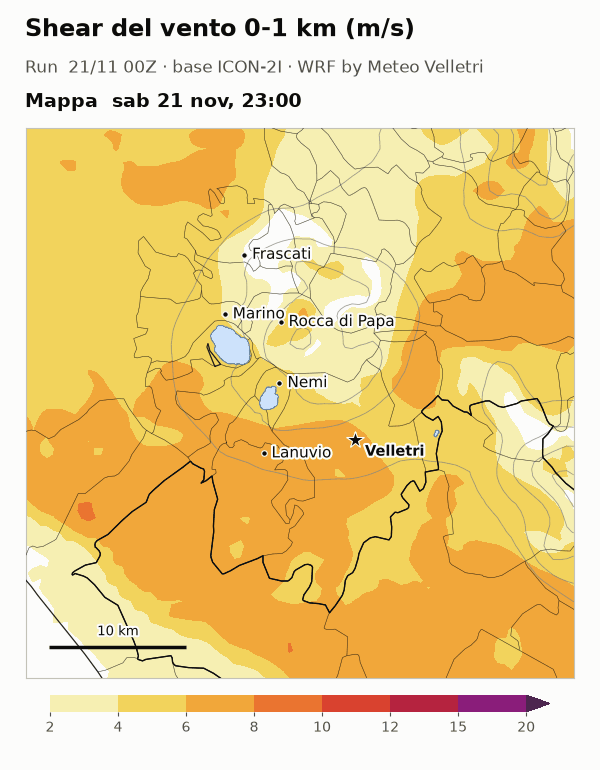 Shear del vento 0-1 km (m/s)
Run  21/11 00Z · base ICON-2I · WRF by Meteo Velletri
Mappa  sab 21 nov, 23:00
Frascati
Marino
Rocca di Papa
Nemi
Velletri
Lanuvio
10 km
2 4 6 8 10 12 15 20